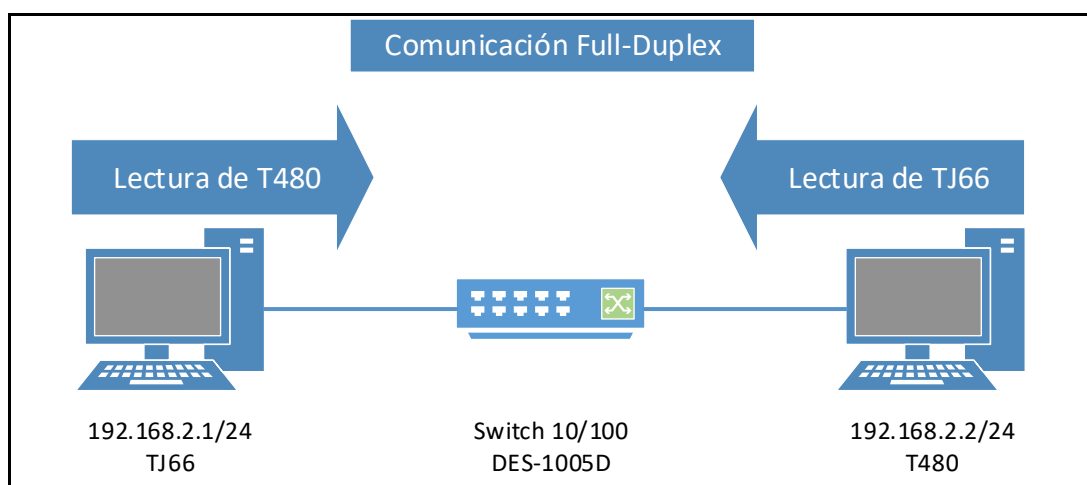 Comunicación Full-Duplex
Lectura de T480
Lectura de TJ66
192.168.2.1/24
TJ66
Switch 10/100
DES-1005D
192.168.2.2/24
T480